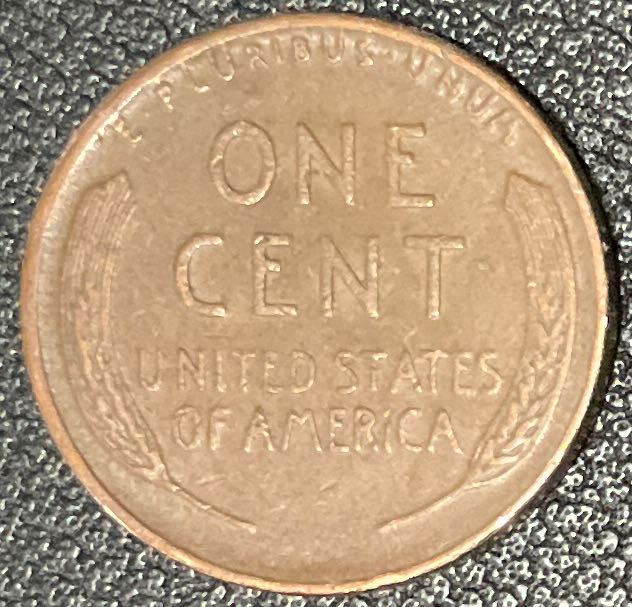 E · PLURIBUS · UNUM
ONE
CENT
UNITED STATES
OF AMERICA